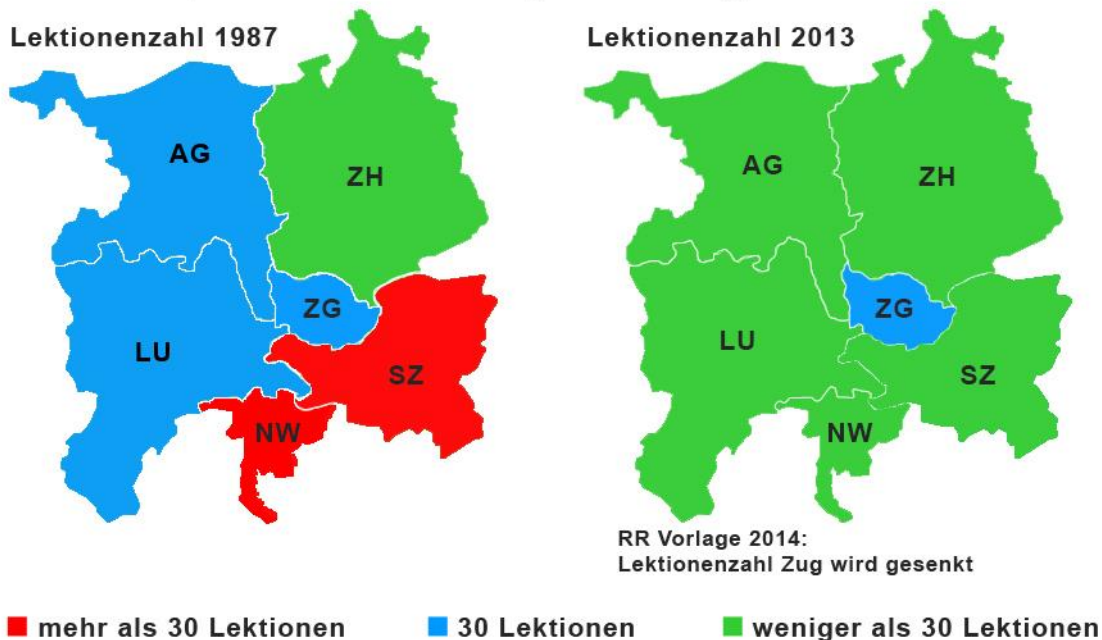 Lektionenzahl 1987
AG
ZH
ZG
LU
SZ
NW
Lektionenzahl 2013
AG
ZH
ZG
LU
SZ
NW
RR Vorlage 2014:
Lektionenzahl Zug wird gesenkt
mehr als 30 Lektionen
30 Lektionen
weniger als 30 Lektionen